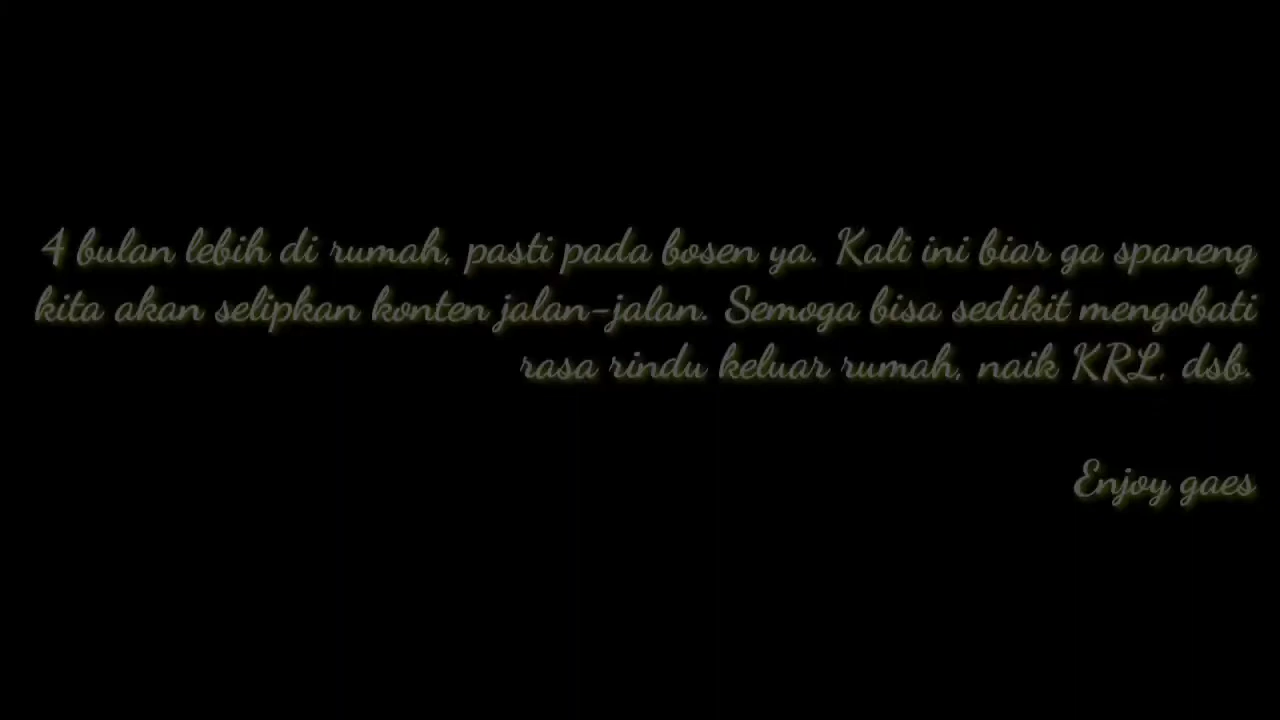 4 bulan lebih di rumah, pasti pada bosen ya. Kali ini biar ga spaneng
kita akan selipkan konten jalan-jalan. Semoga bisa sedikit mengobati
rasa rindu keluar rumah, naik KRL, dsb.
Enjoy gaes